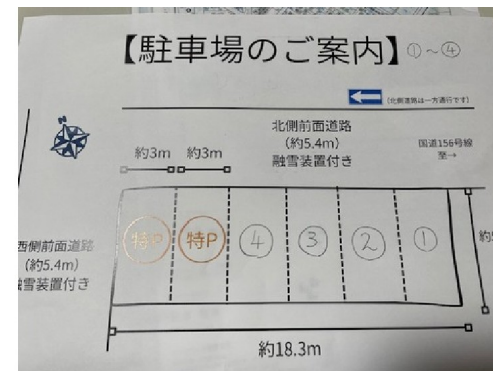 【駐車場のご案内】①～④
(北側道路は一方通行です)
北側前面道路
(約5.4m)
融雪装置付き
国道156号線
至→
約3m 約3m
特P 特P ④ ③ ② ①
西側前面道路
(約5.4m)
融雪装置付き
約18.3m